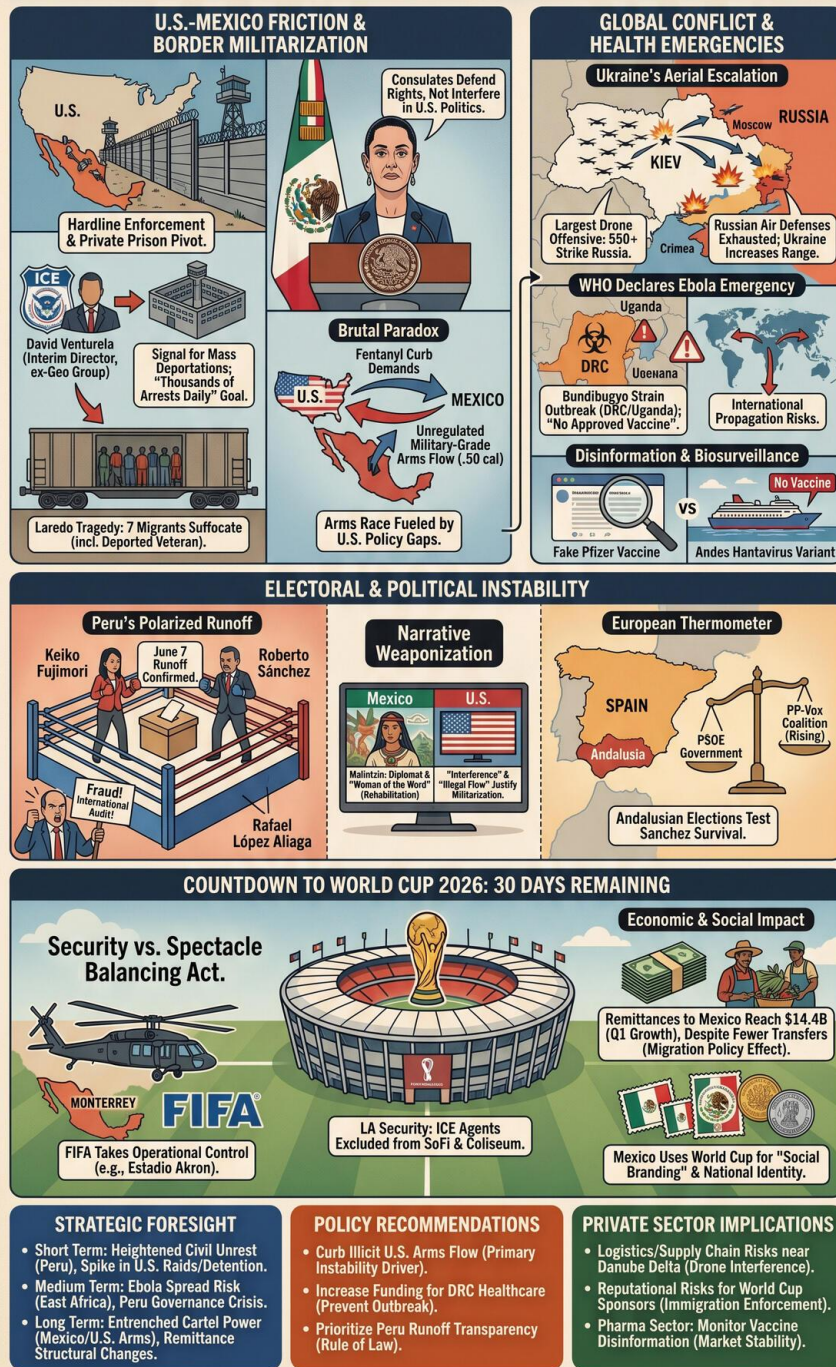 U.S.-MEXICO FRICTION &
BORDER MILITARIZATION
U.S.
Hardline Enforcement
& Private Prison Pivot.
ICE
David Venturela
(Interim Director,
ex-Geo Group)
Signal for Mass
Deportations;
"Thousands of
Arrests Daily" Goal.
Laredo Tragedy: 7 Migrants Suffocate
(incl. Deported Veteran).
Consulates Defend
Rights, Not Interfere
in U.S. Politics.
Brutal Paradox
Fentanyl Curb
Demands
U.S.
MEXICO
Unregulated
Military-Grade
Arms Flow (.50 cal)
Arms Race Fueled by
U.S. Policy Gaps.
GLOBAL CONFLICT &
HEALTH EMERGENCIES
Ukraine's Aerial Escalation
Moscow
RUSSIA
KIEV
Largest Drone
Offensive: 550+
Strike Russia.
Crimea
Russian Air Defenses
Exhausted; Ukraine
Increases Range.
WHO Declares Ebola Emergency
Uganda
DRC
Bundibugyo Strain
Outbreak (DRC/Uganda);
"No Approved Vaccine".
International
Propagation Risks.
Disinformation & Biosurveillance
No Vaccine
VS
Fake Pfizer Vaccine
Andes Hantavirus Variant
ELECTORAL & POLITICAL INSTABILITY
Peru's Polarized Runoff
Keiko
Fujimori
June 7
Runoff
Confirmed.
Roberto
Sánchez
Fraud!
International
Audit!
Rafael
López Aliaga
Narrative
Weaponization
Mexico
U.S.
Malintzin: Diplomat &
"Woman of the Word"
(Rehabilitation)
"Interference" &
"Illegal Flow" Justify
Militarization.
European Thermometer
SPAIN
Andalusia
PSOE
Government
PP-Vox
Coalition
(Rising)
Andalusian Elections Test
Sanchez Survival.
COUNTDOWN TO WORLD CUP 2026: 30 DAYS REMAINING
Security vs. Spectacle
Balancing Act.
MONTERREY
FIFA®
FIFA Takes Operational Control
(e.g., Estadio Akron).
LA Security: ICE Agents
Excluded from SoFi & Coliseum.
Economic & Social Impact
Remittances to Mexico Reach $14.4B
(Q1 Growth), Despite Fewer Transfers
(Migration Policy Effect).
Mexico Uses World Cup for "Social
Branding" & National Identity.
STRATEGIC FORESIGHT
• Short Term: Heightened Civil Unrest
(Peru), Spike in U.S. Raids/Detention.
• Medium Term: Ebola Spread Risk
(East Africa), Peru Governance Crisis.
• Long Term: Entrenched Cartel Power
(Mexico/U.S. Arms), Remittance
Structural Changes.
POLICY RECOMMENDATIONS
• Curb Illicit U.S. Arms Flow (Primary
Instability Driver).
• Increase Funding for DRC Healthcare
(Prevent Outbreak).
• Prioritize Peru Runoff Transparency
(Rule of Law).
PRIVATE SECTOR IMPLICATIONS
• Logistics/Supply Chain Risks near
Danube Delta (Drone Interference).
• Reputational Risks for World Cup
Sponsors (Immigration Enforcement).
• Pharma Sector: Monitor Vaccine
Disinformation (Market Stability).